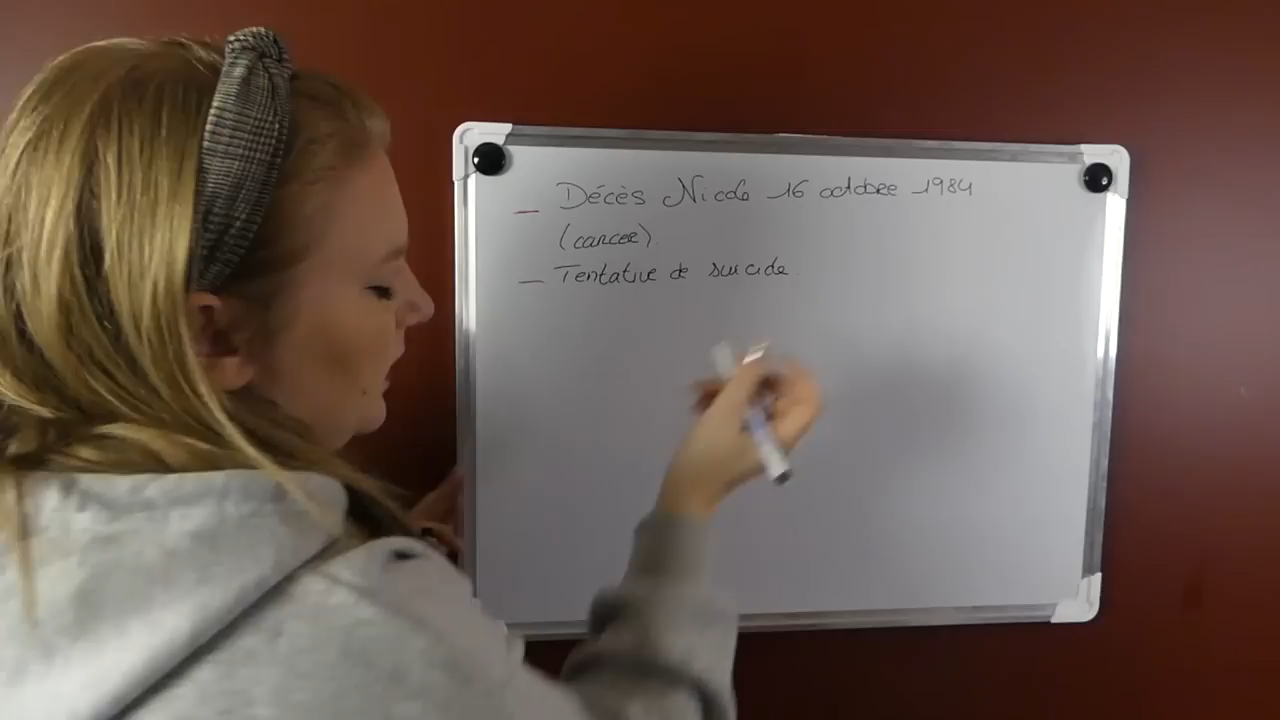 Décès Nicole 16 octobre 1984
(cancer).
Tentative de suicide.